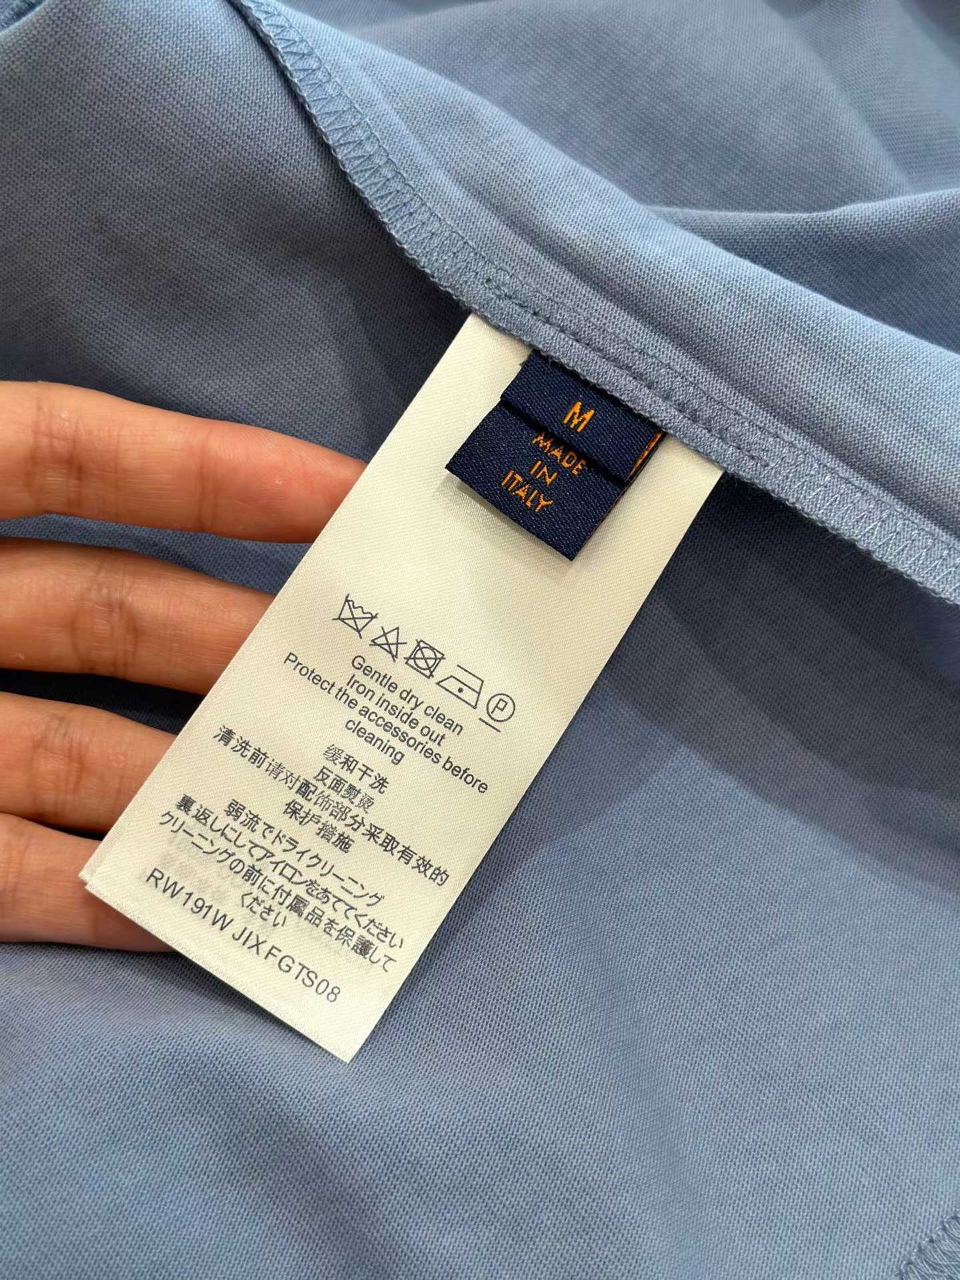 M
MADE
IN
ITALY
P
Gentle dry clean
Iron inside out
Protect the accessories before
cleaning
缓和干洗
反面熨烫
清洗前请对配饰部分采取有效的
保护措施
弱流でドライクリーニング
裏返しにしてアイロンをあててください
クリーニングの前に付属品を保護して
ください
RW191W JIX FGTS08